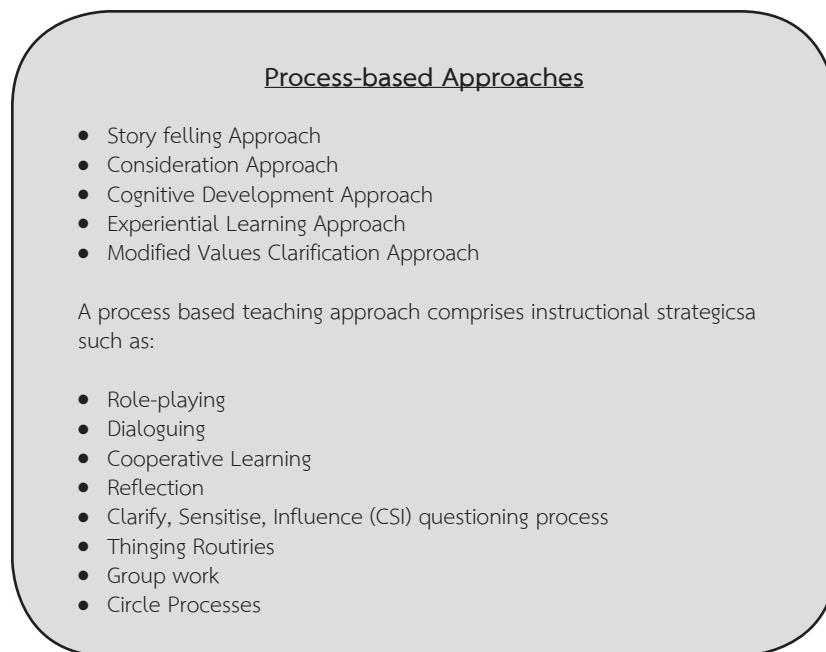 Process-based Approaches
• Story felling Approach
• Consideration Approach
• Cognitive Development Approach
• Experiential Learning Approach
• Modified Values Clarification Approach
A process based teaching approach comprises instructional strategicsa
such as:
• Role-playing
• Dialoguing
• Cooperative Learning
• Reflection
• Clarify, Sensitise, Influence (CSI) questioning process
• Thinging Routiries
• Group work
• Circle Processes